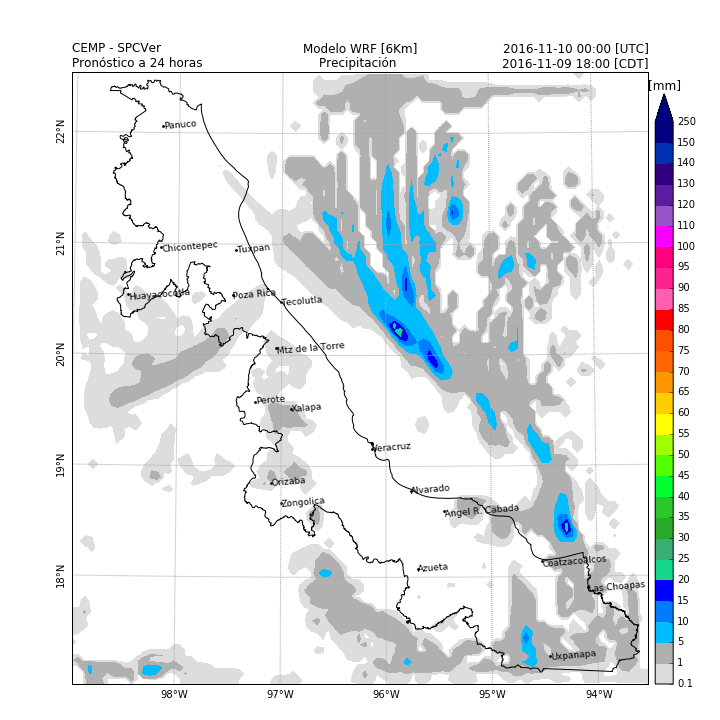 CEMP - SPCVer Modelo WRF [6Km] 2016-11-10 00:00 [UTC]
Pronóstico a 24 horas Precipitación 2016-11-09 18:00 [CDT]
[mm]
250
150
140
130
120
110
100
95
90
85
80
75
70
65
60
55
50
45
40
35
30
25
20
15
10
5
1
0.1
22°N
21°N
20°N
19°N
18°N
Panuco
Chicontepec
Tuxpan
Huayacocotla
Poza Rica
Tecolutla
Mtz de la Torre
Perote
Xalapa
Veracruz
Orizaba
Zongolica
Alvarado
Angel R. Cabada
Azueta
Coatzacoalcos
Las Choapas
Uxpanapa
98°W 97°W 96°W 95°W 94°W